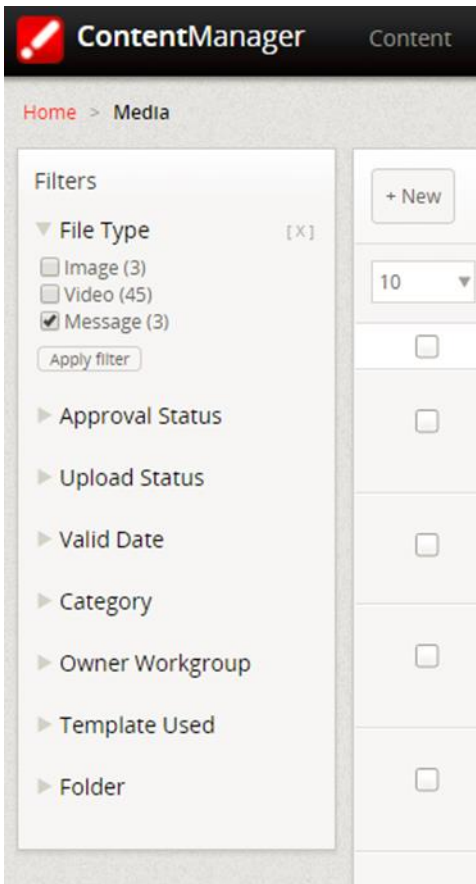 ContentManager Content
Home > Media
Filters
File Type [X]
Image (3)
Video (45)
Message (3)
Apply filter
Approval Status
Upload Status
Valid Date
Category
Owner Workgroup
Template Used
Folder
+ New
10